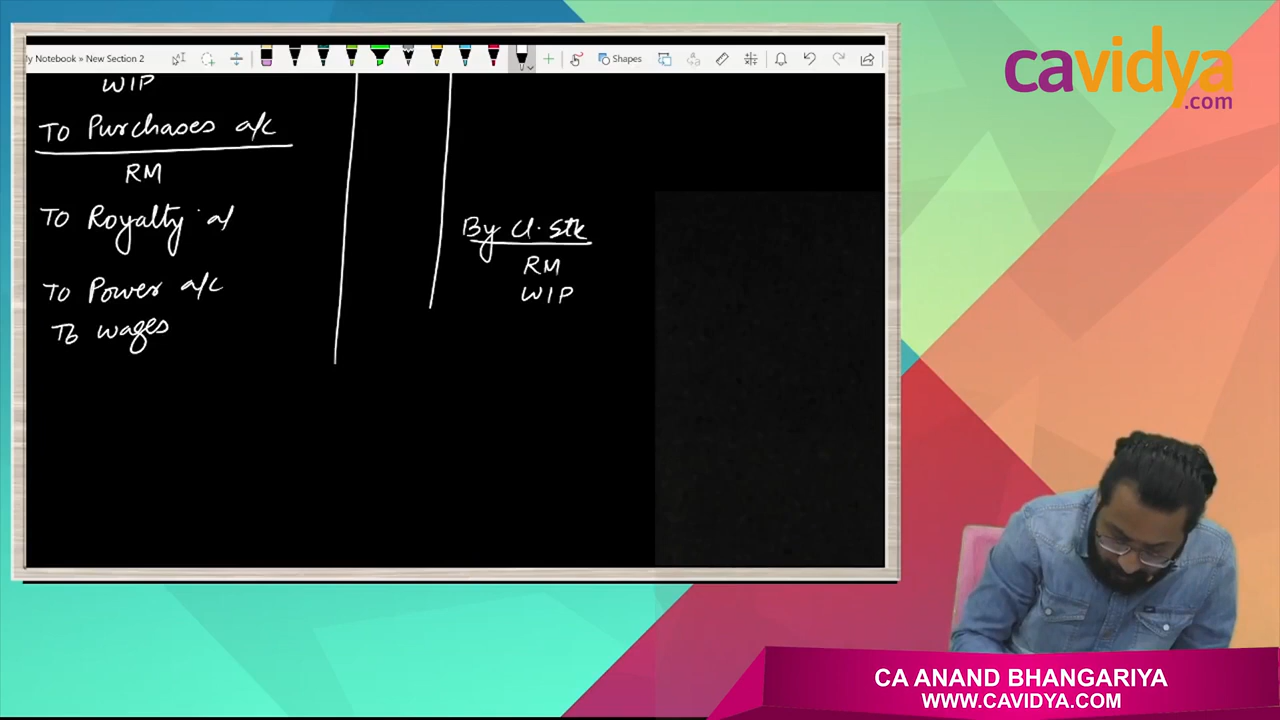 y Notebook » New Section 2
Shapes
WIP
To Purchases a/c
RM
To Royalty a/
To Power a/c
To wages
By Cl. Stk
RM
WIP
cavidya
.com
CA ANAND BHANGARIYA
WWW.CAVIDYA.COM